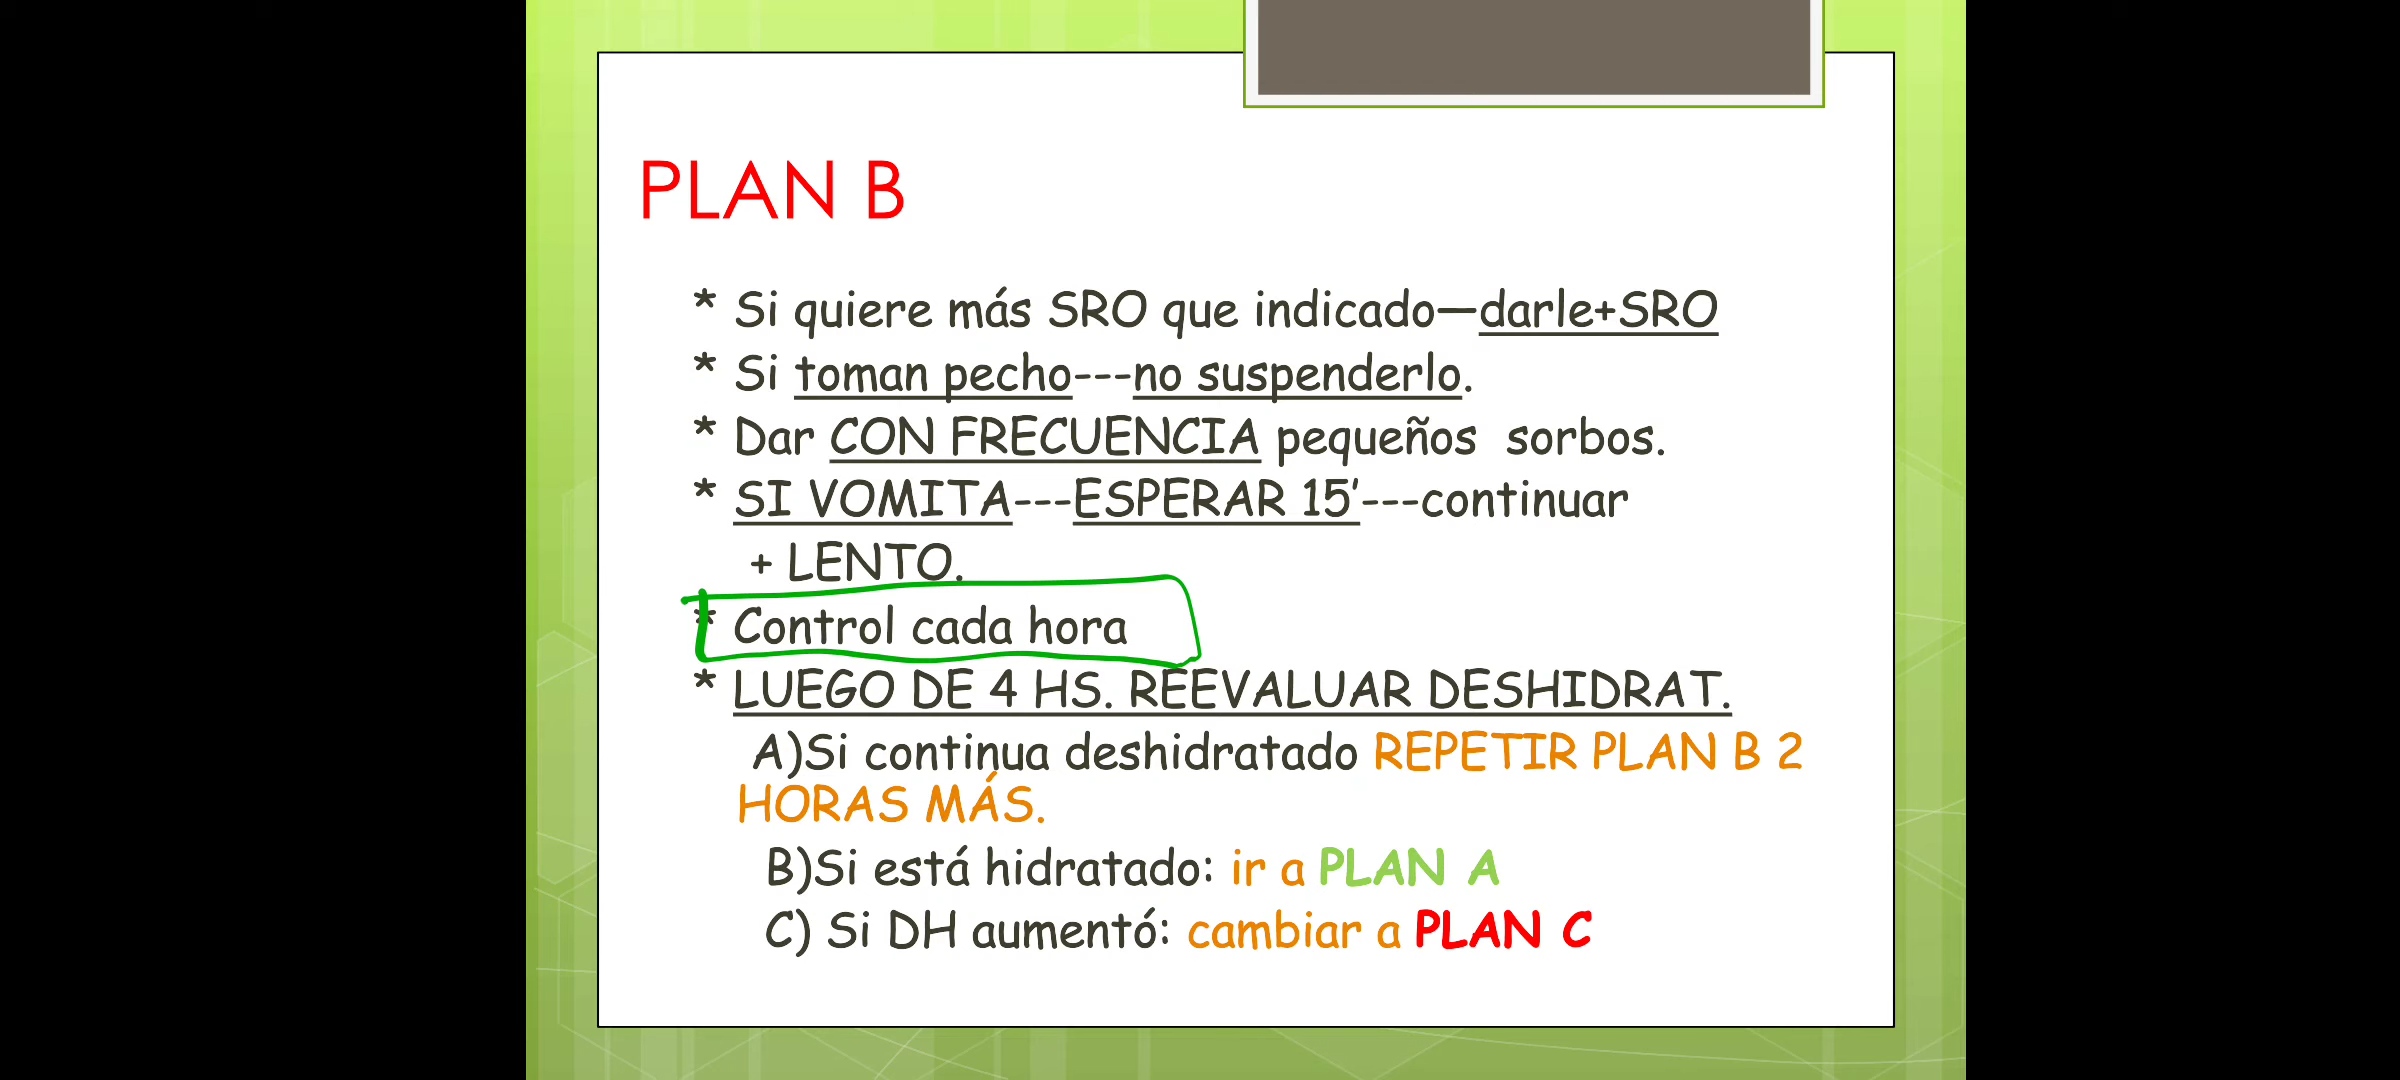 PLAN B
* Si quiere más SRO que indicado—darle+SRO
* Si toman pecho---no suspenderlo.
* Dar CON FRECUENCIA pequeños sorbos.
* SI VOMITA---ESPERAR 15'---continuar
+ LENTO.
* Control cada hora
* LUEGO DE 4 HS. REEVALUAR DESHIDRAT.
A)Si continua deshidratado REPETIR PLAN B 2
HORAS MÁS.
B)Si está hidratado: ir a PLAN A
C) Si DH aumentó: cambiar a PLAN C